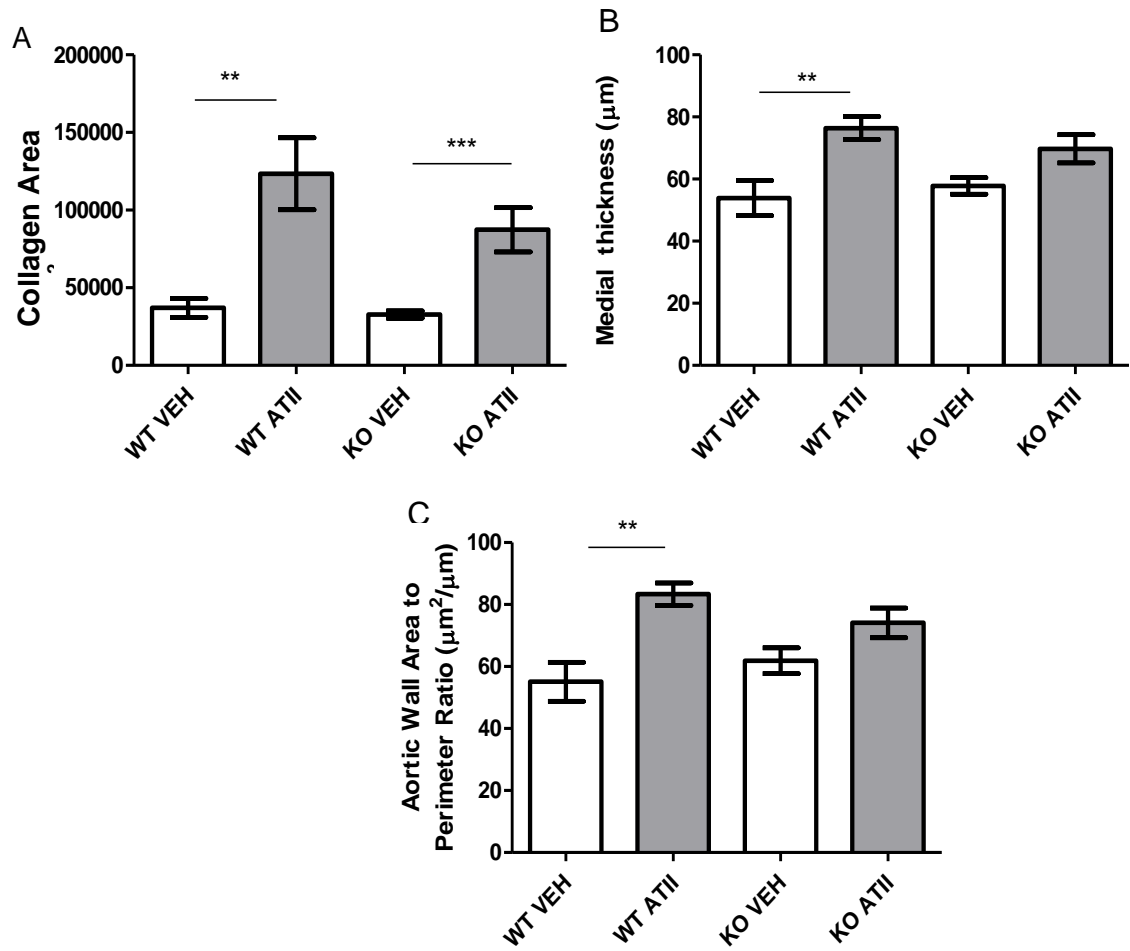 A
200000
150000
100000
50000
0
Collagen Area
**
***
WT VEH
WT ATII
KO VEH
KO ATII
B
100
80
60
40
20
0
Medial thickness (μm)
**
WT VEH
WT ATII
KO VEH
KO ATII
C
100
80
60
40
20
0
Aortic Wall Area to
Perimeter Ratio (μm²/μm)
**
WT VEH
WT ATII
KO VEH
KO ATII